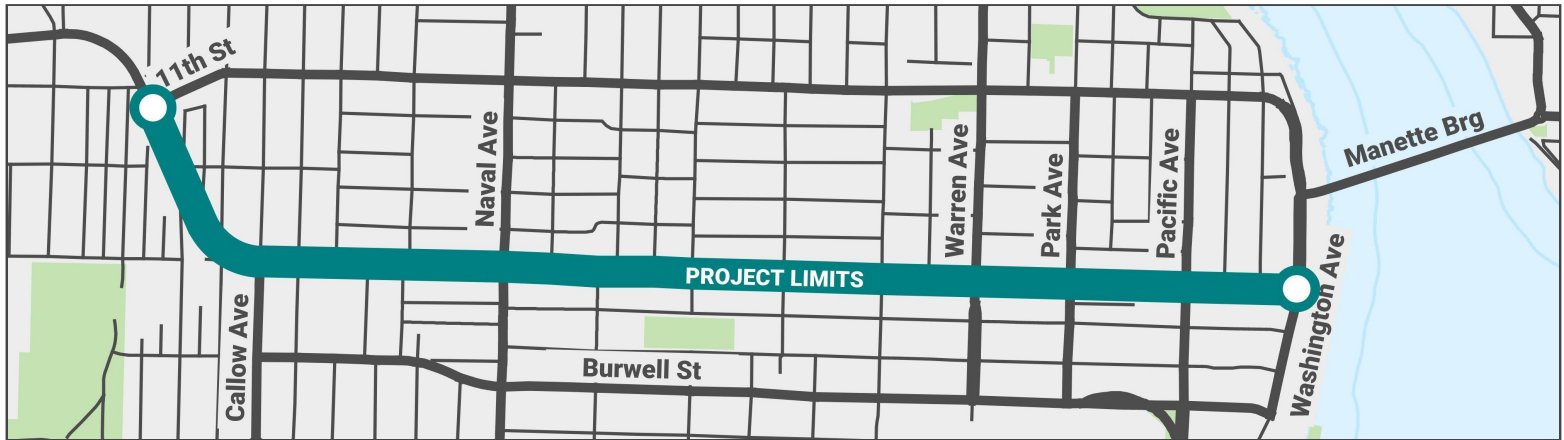 11th St
Naval Ave
Warren Ave
Park Ave
Pacific Ave
Manette Brg
PROJECT LIMITS
Callow Ave
Burwell St
Washington Ave